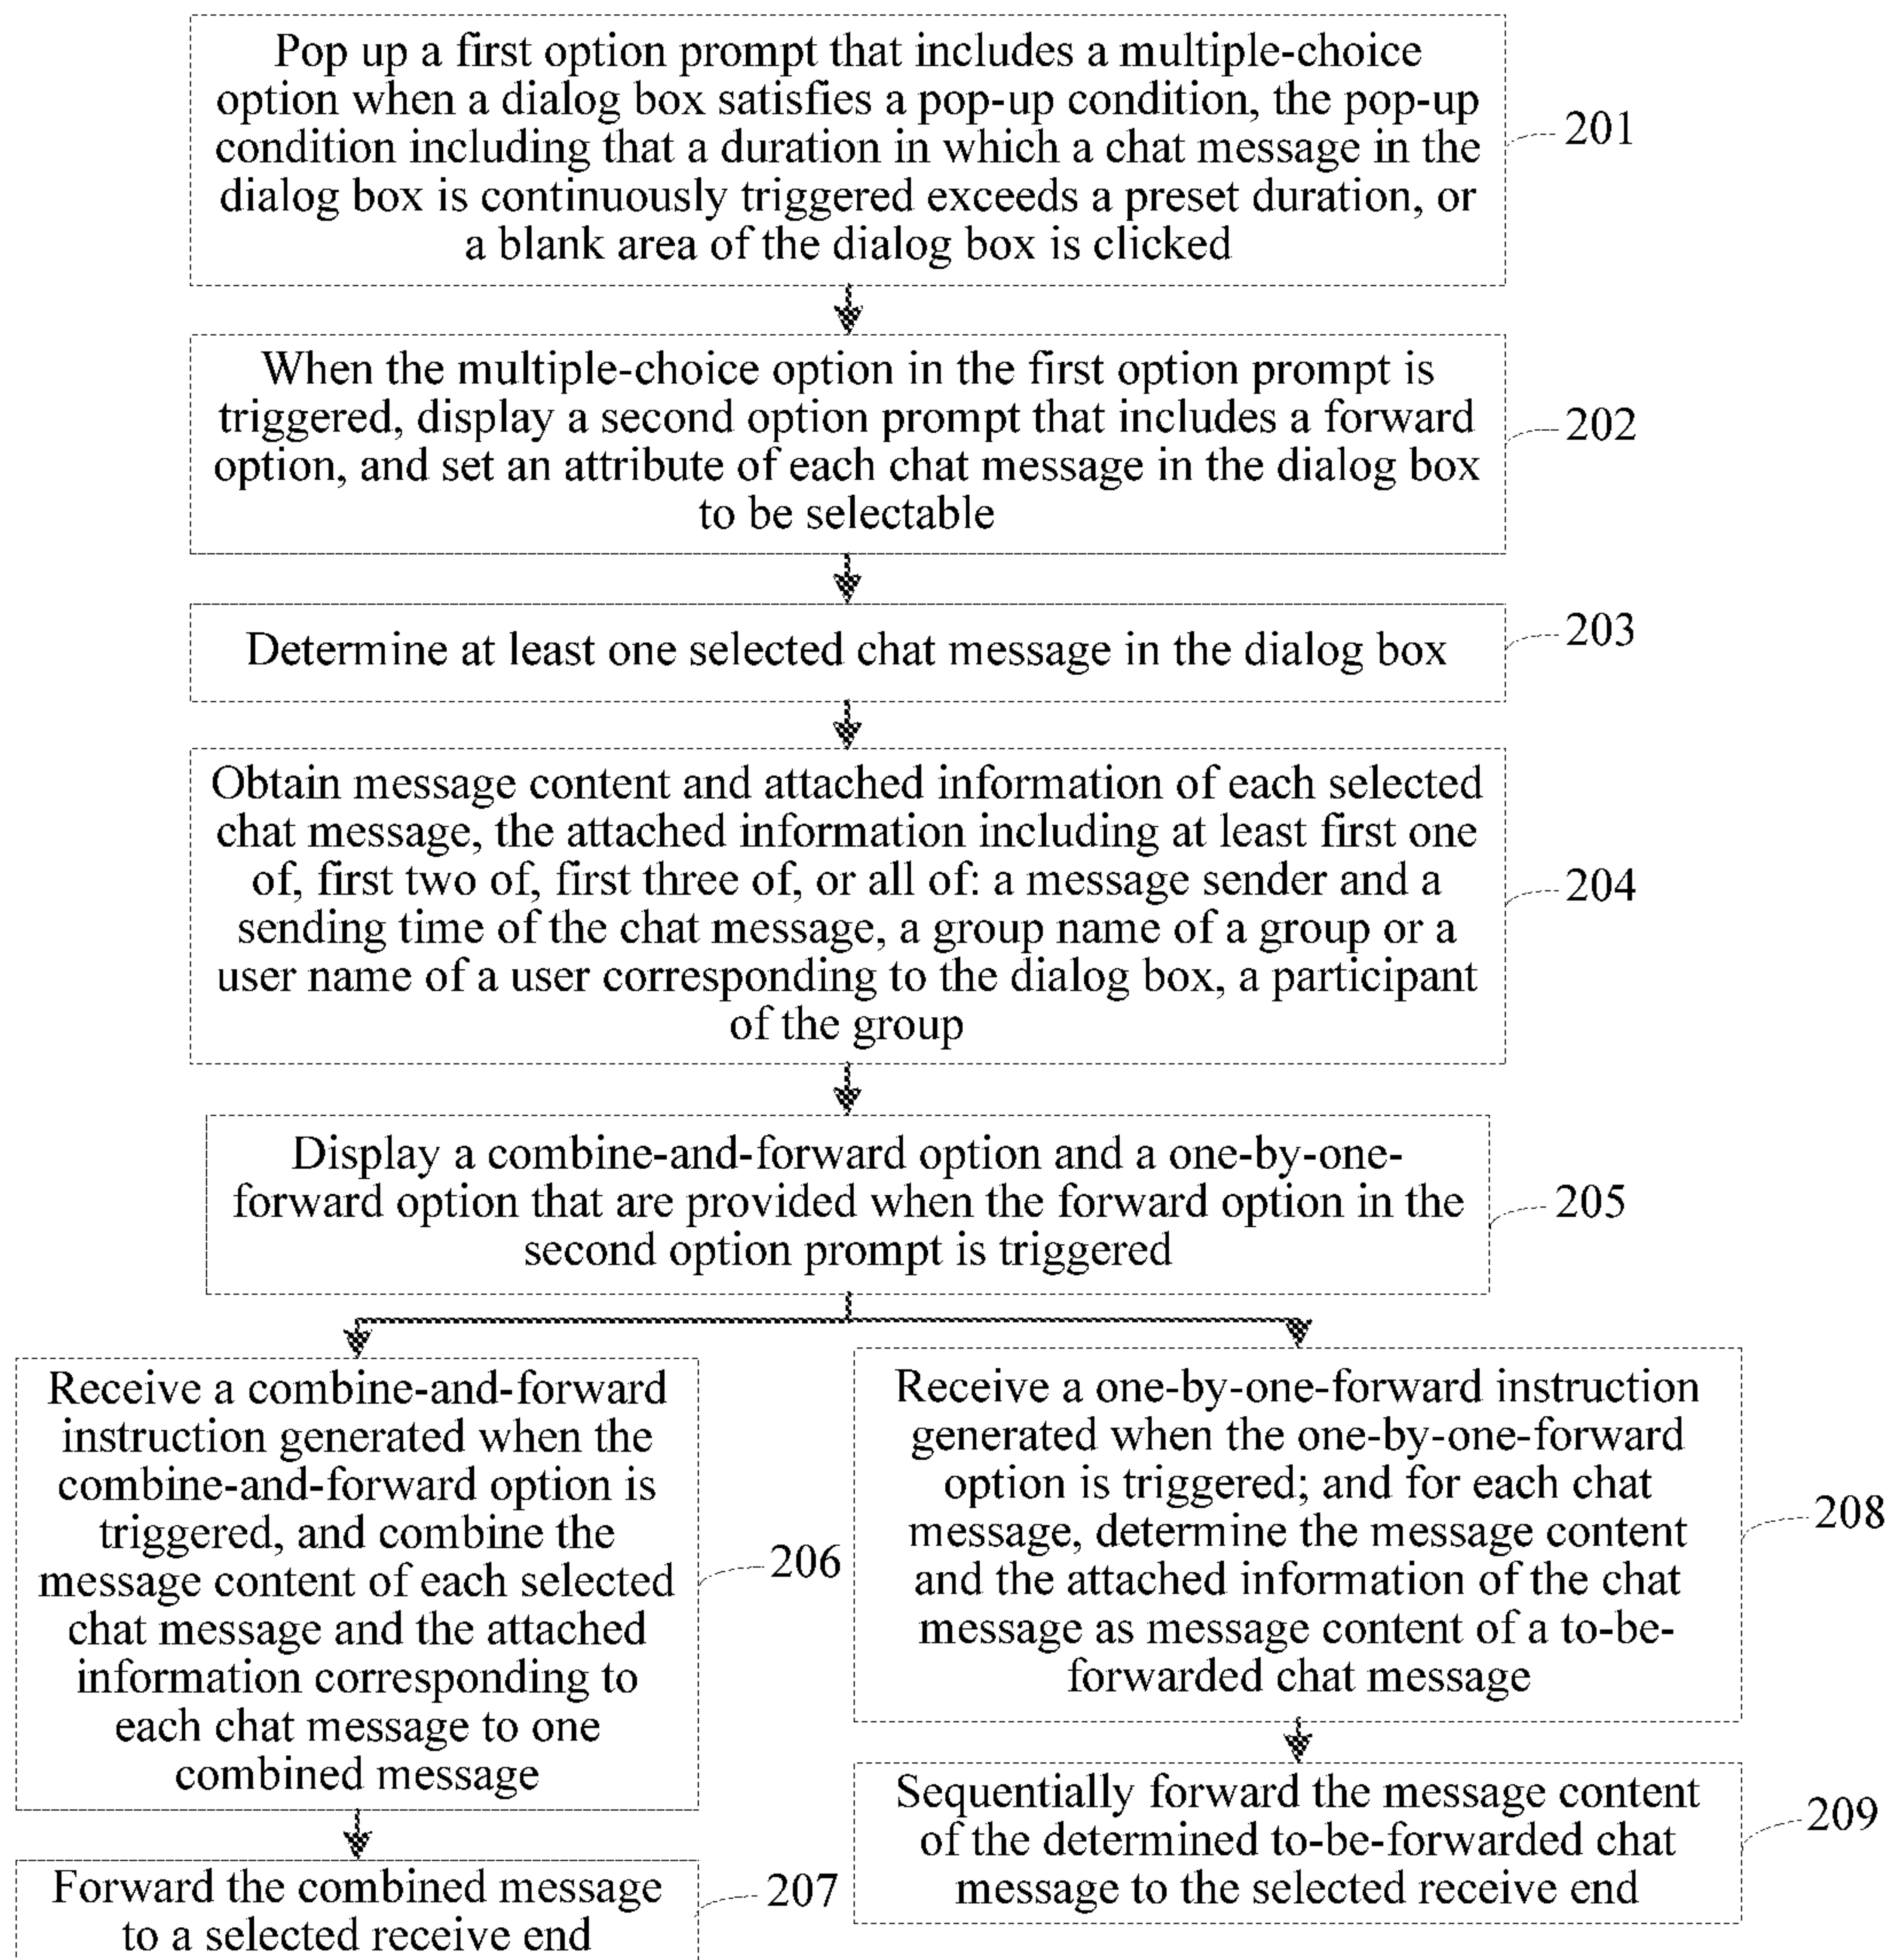 Pop up a first option prompt that includes a multiple-choice
option when a dialog box satisfies a pop-up condition, the pop-up
condition including that a duration in which a chat message in the
dialog box is continuously triggered exceeds a preset duration, or
a blank area of the dialog box is clicked
201
When the multiple-choice option in the first option prompt is
triggered, display a second option prompt that includes a forward
option, and set an attribute of each chat message in the dialog box
to be selectable
202
Determine at least one selected chat message in the dialog box
203
Obtain message content and attached information of each selected
chat message, the attached information including at least first one
of, first two of, first three of, or all of: a message sender and a
sending time of the chat message, a group name of a group or a
user name of a user corresponding to the dialog box, a participant
of the group
204
Display a combine-and-forward option and a one-by-one-
forward option that are provided when the forward option in the
second option prompt is triggered
205
Receive a combine-and-forward
instruction generated when the
combine-and-forward option is
triggered, and combine the
message content of each selected
chat message and the attached
information corresponding to
each chat message to one
combined message
206
Forward the combined message
to a selected receive end
207
Receive a one-by-one-forward instruction
generated when the one-by-one-forward
option is triggered; and for each chat
message, determine the message content
and the attached information of the chat
message as message content of a to-be-
forwarded chat message
208
Sequentially forward the message content
of the determined to-be-forwarded chat
message to the selected receive end
209